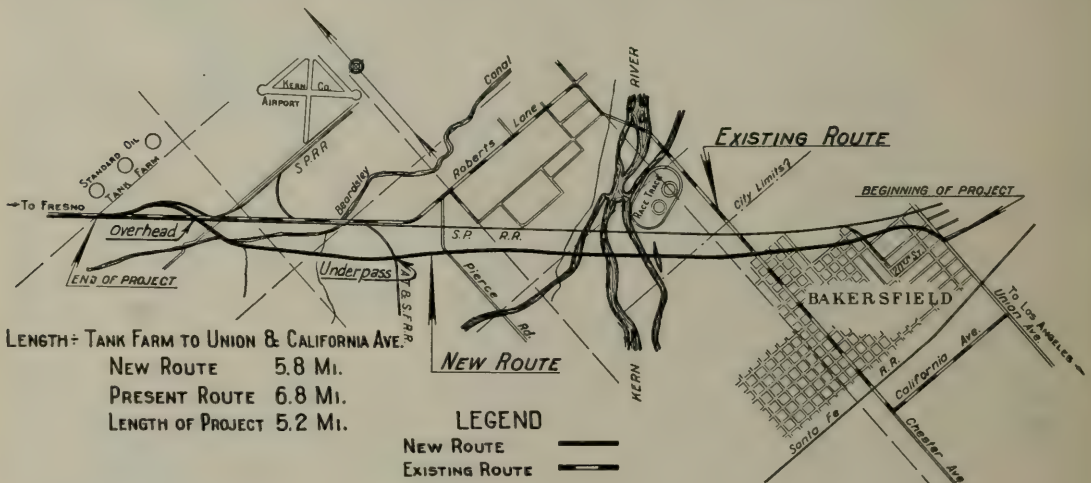 KERN CO.
AIRPORT
STANDARD OIL
TANK FARM
S.P.R.R
Canal
Beardsley
Roberts Lane
KERN RIVER
EXISTING ROUTE
RACE TRACK
City Limits?
BEGINNING OF PROJECT
To FRESNO
Overhead
END OF PROJECT
Underpass
A.T.& S.F.R.R
S.P. R.R.
Pierce Rd.
NEW ROUTE
20TH ST.
BAKERSFIELD
To LOS ANGELES
Union Ave.
California Ave.
Santa Fe R.R.
Chester Ave.
LENGTH÷ TANK FARM TO UNION & CALIFORNIA AVE.
NEW ROUTE 5.8 MI.
PRESENT ROUTE 6.8 MI.
LENGTH OF PROJECT 5.2 MI.
LEGEND
NEW ROUTE
EXISTING ROUTE